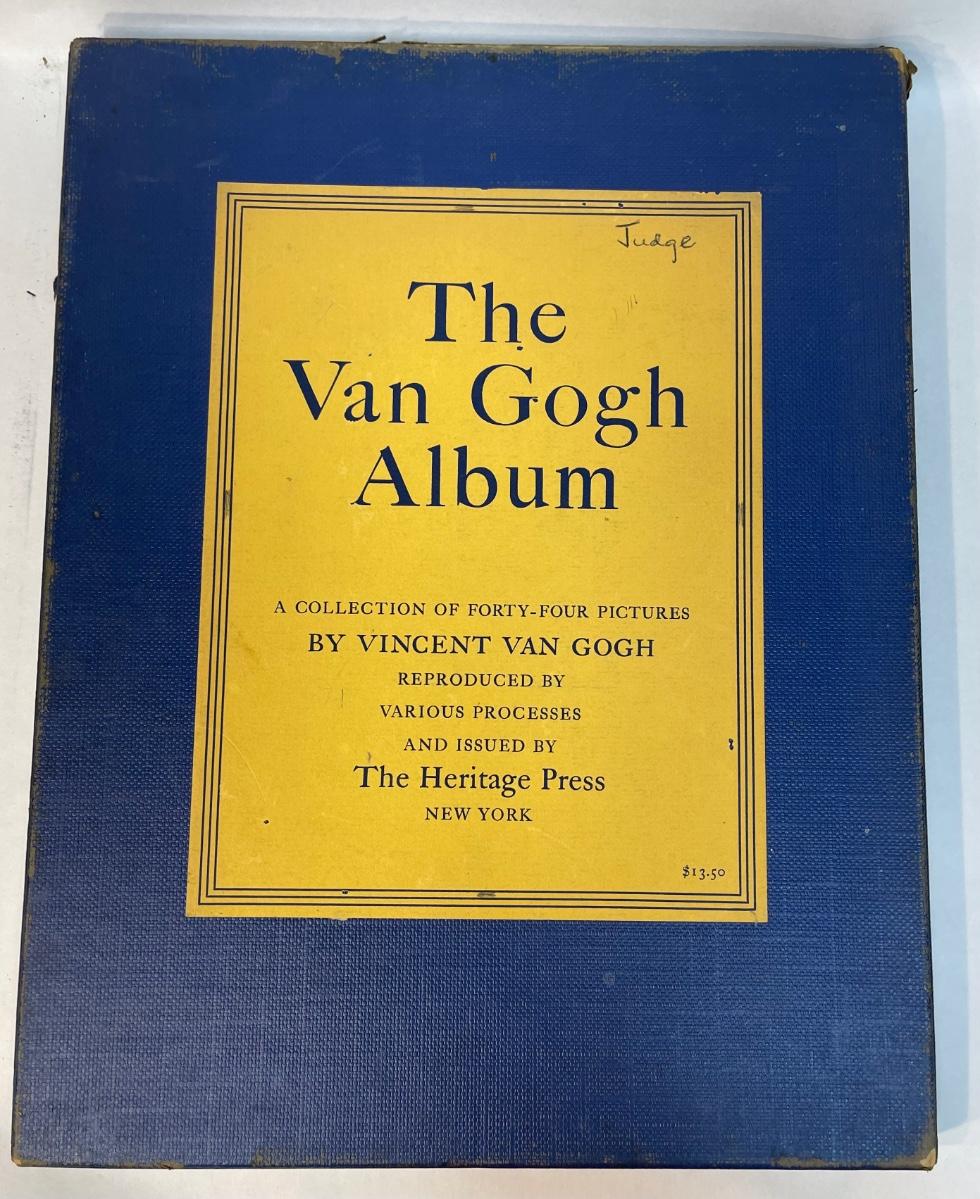 Judge
The
Van Gogh
Album
A COLLECTION OF FORTY-FOUR PICTURES
BY VINCENT VAN GOGH
REPRODUCED BY
VARIOUS PROCESSES
AND ISSUED BY
The Heritage Press
NEW YORK
$13.50